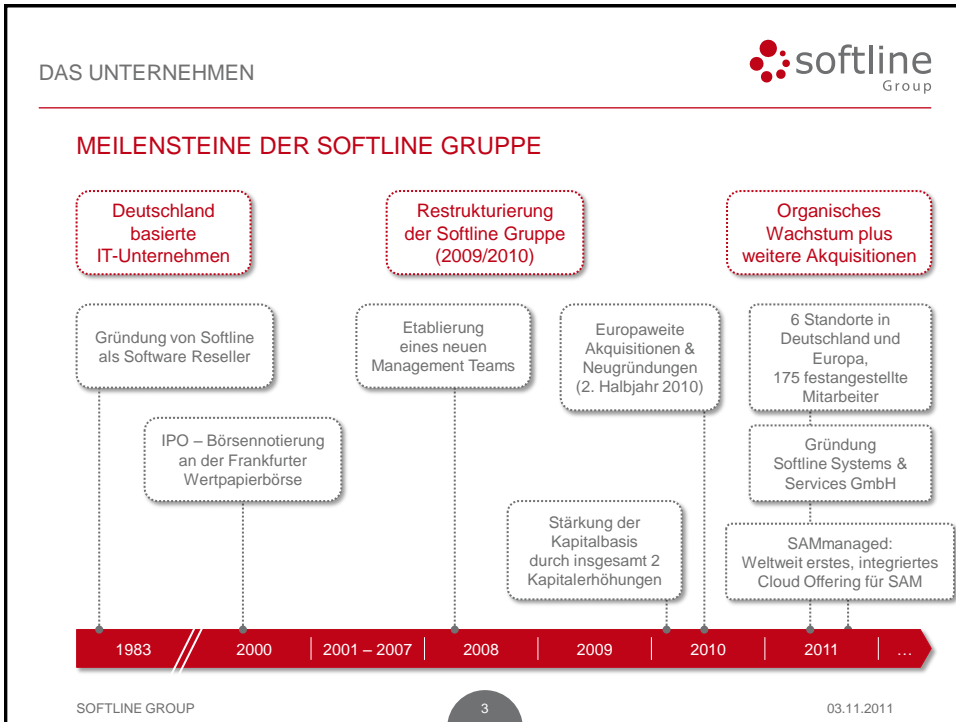 DAS UNTERNEHMEN
softline
Group
MEILENSTEINE DER SOFTLINE GRUPPE
Deutschland
basierte
IT-Unternehmen
Restrukturierung
der Softline Gruppe
(2009/2010)
Organisches
Wachstum plus
weitere Akquisitionen
Gründung von Softline
als Software Reseller
Etablierung
eines neuen
Management Teams
Europaweite
Akquisitionen &
Neugründungen
(2. Halbjahr 2010)
6 Standorte in
Deutschland und
Europa,
175 festangestellte
Mitarbeiter
IPO – Börsennotierung
an der Frankfurter
Wertpapierbörse
Gründung
Softline Systems &
Services GmbH
Stärkung der
Kapitalbasis
durch insgesamt 2
Kapitalerhöhungen
SAMmanaged:
Weltweit erstes, integriertes
Cloud Offering für SAM
1983 2000 2001 – 2007 2008 2009 2010 2011 …
SOFTLINE GROUP 3 03.11.2011